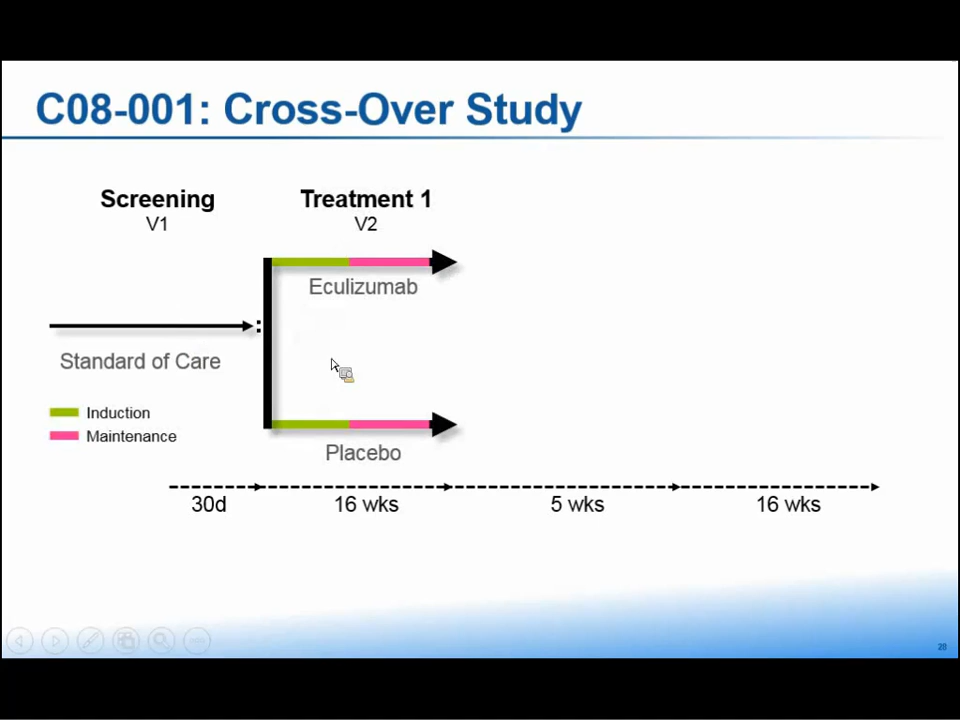 C08-001: Cross-Over Study
Screening
V1
Treatment 1
V2
Eculizumab
:
Standard of Care
Induction
Maintenance
Placebo
30d
16 wks
5 wks
16 wks
28